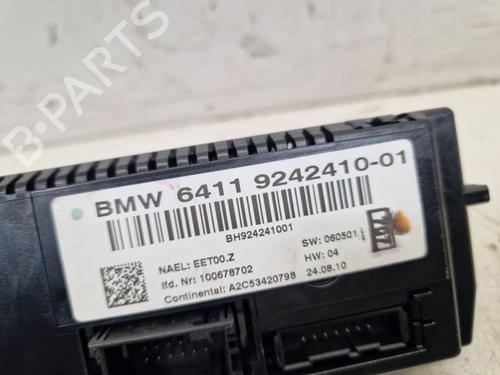 B-PARTS
BMW 6411 9242410-01
BH924241001
NAEL: EET00.Z
lfd. Nr: 100678702
Continental: A2C53420798
SW: 060501
HW: 04
24.08.10